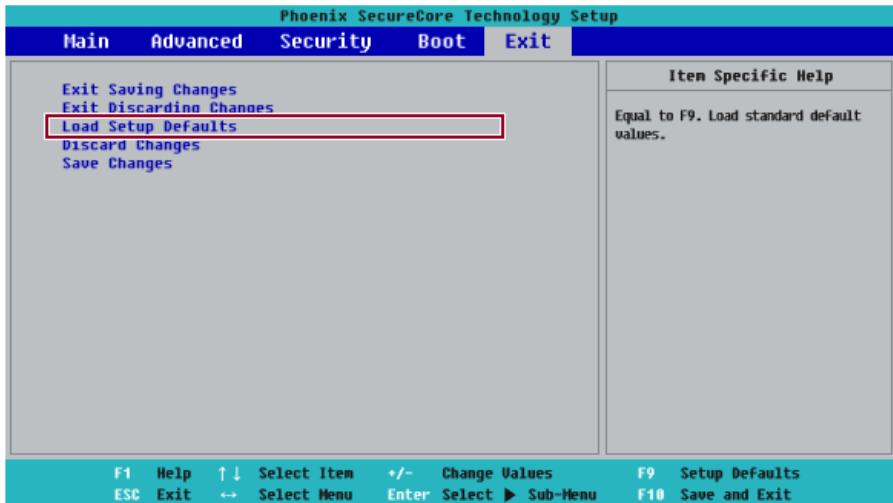 Phoenix SecureCore Technology Setup
Main Advanced Security Boot Exit
Exit Saving Changes
Exit Discarding Changes
Load Setup Defaults
Discard Changes
Save Changes
Item Specific Help
Equal to F9. Load standard default
values.
F1 Help ↑↓ Select Item +/- Change Values F9 Setup Defaults
ESC Exit ↔ Select Menu Enter Select ▶ Sub-Menu F10 Save and Exit